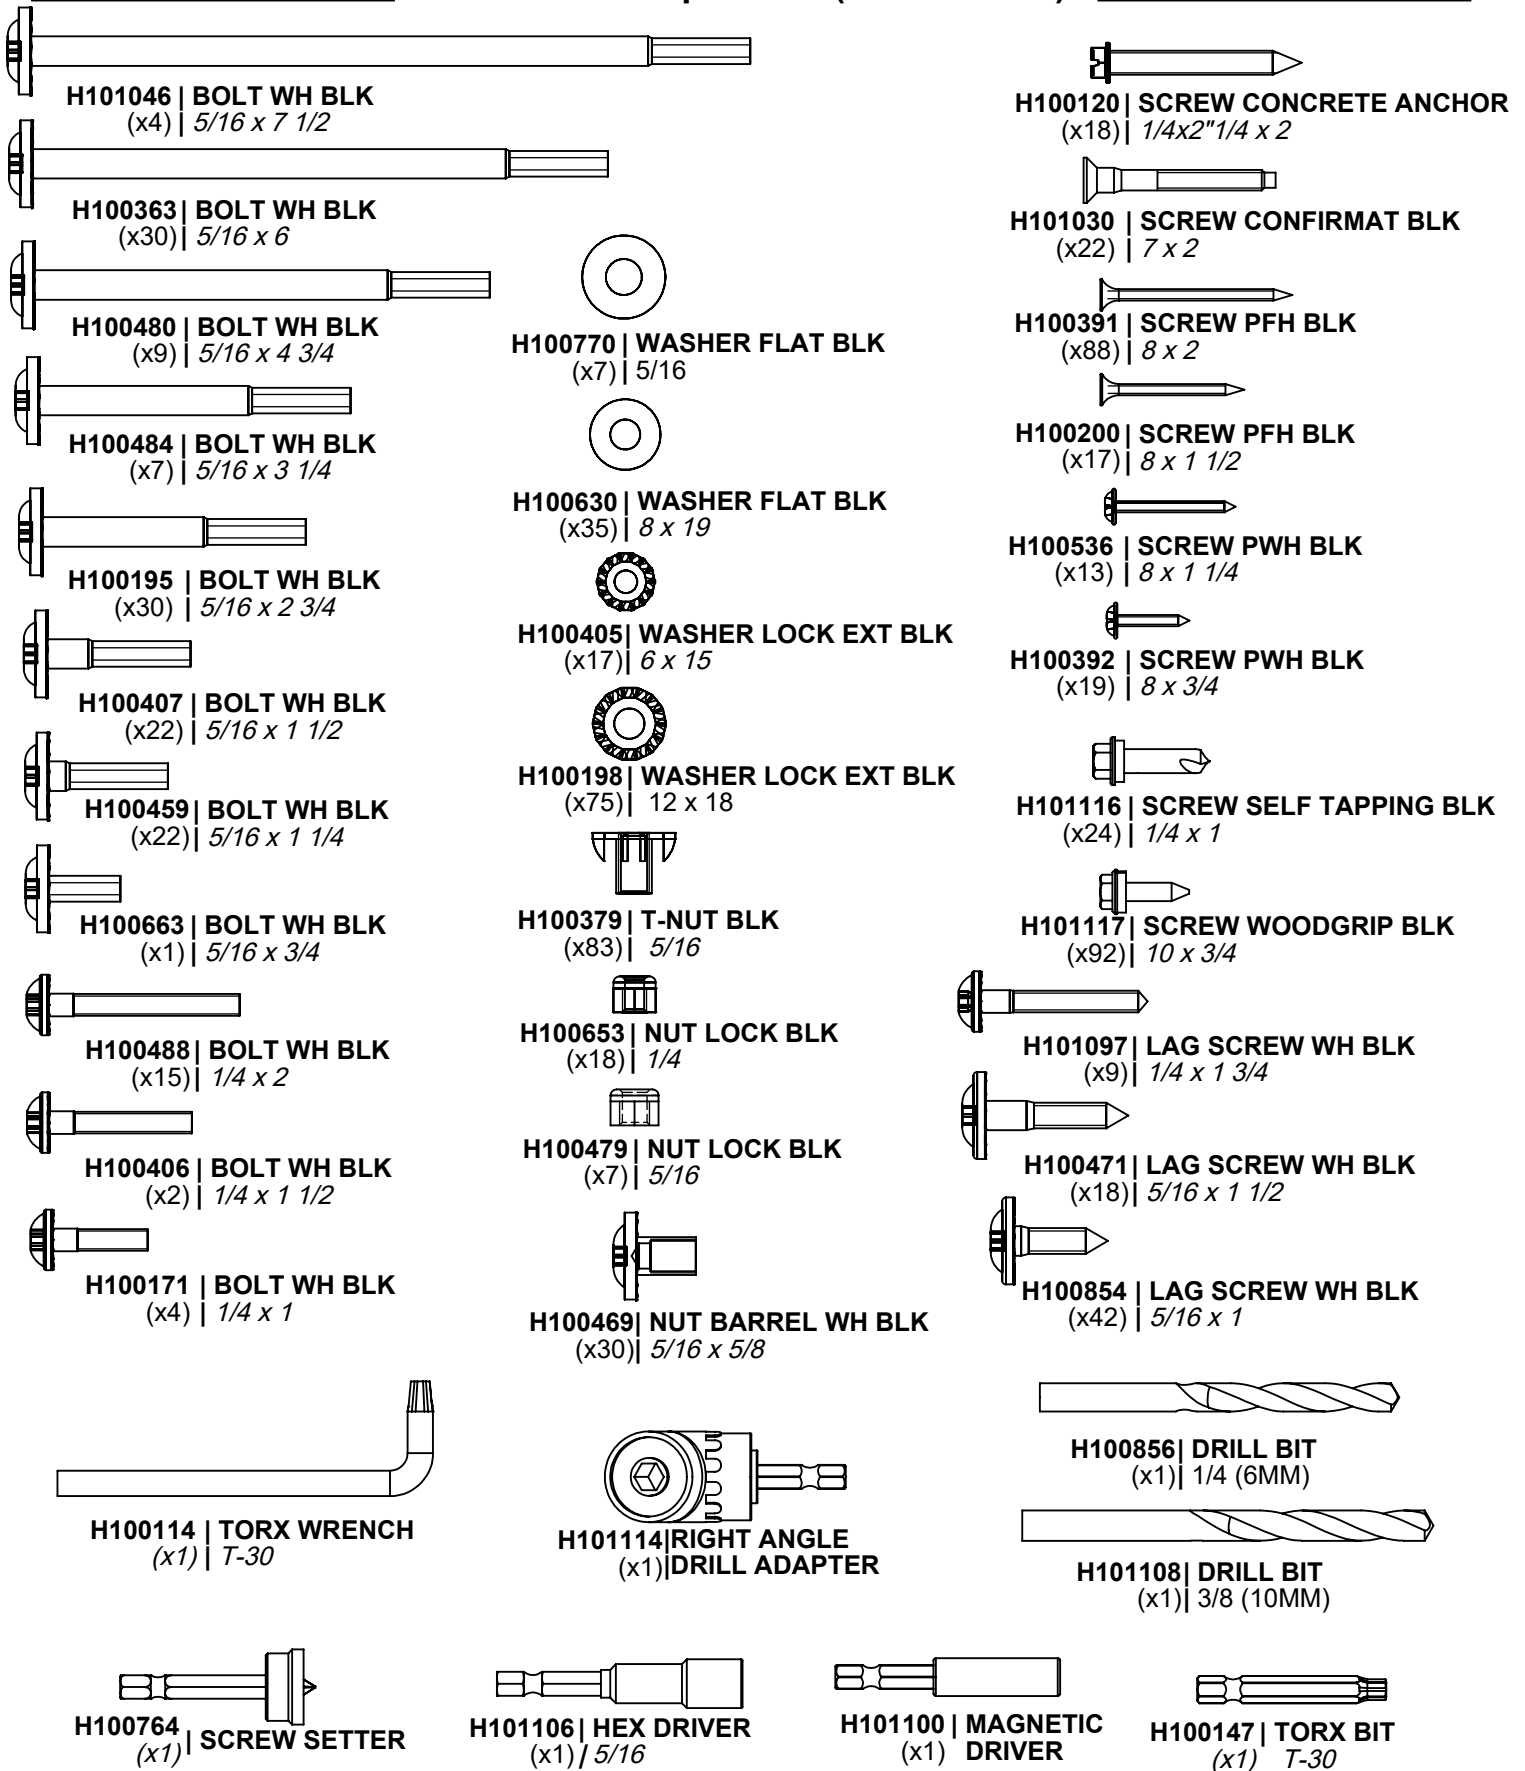 H101046 | BOLT WH BLK
(x4) | 5/16 x 7 1/2
H100363 | BOLT WH BLK
(x30) | 5/16 x 6
H100480 | BOLT WH BLK
(x9) | 5/16 x 4 3/4
H100484 | BOLT WH BLK
(x7) | 5/16 x 3 1/4
H100195 | BOLT WH BLK
(x30) | 5/16 x 2 3/4
H100407 | BOLT WH BLK
(x22) | 5/16 x 1 1/2
H100459 | BOLT WH BLK
(x22) | 5/16 x 1 1/4
H100663 | BOLT WH BLK
(x1) | 5/16 x 3/4
H100488 | BOLT WH BLK
(x15) | 1/4 x 2
H100406 | BOLT WH BLK
(x2) | 1/4 x 1 1/2
H100171 | BOLT WH BLK
(x4) | 1/4 x 1
H100770 | WASHER FLAT BLK
(x7) | 5/16
H100630 | WASHER FLAT BLK
(x35) | 8 x 19
H100405 | WASHER LOCK EXT BLK
(x17) | 6 x 15
H100198 | WASHER LOCK EXT BLK
(x75) | 12 x 18
H100379 | T-NUT BLK
(x83) | 5/16
H100653 | NUT LOCK BLK
(x18) | 1/4
H100479 | NUT LOCK BLK
(x7) | 5/16
H100469 | NUT BARREL WH BLK
(x30) | 5/16 x 5/8
H100120 | SCREW CONCRETE ANCHOR
(x18) | 1/4x2"1/4 x 2
H101030 | SCREW CONFIRMAT BLK
(x22) | 7 x 2
H100391 | SCREW PFH BLK
(x88) | 8 x 2
H100200 | SCREW PFH BLK
(x17) | 8 x 1 1/2
H100536 | SCREW PWH BLK
(x13) | 8 x 1 1/4
H100392 | SCREW PWH BLK
(x19) | 8 x 3/4
H101116 | SCREW SELF TAPPING BLK
(x24) | 1/4 x 1
H101117 | SCREW WOODGRIP BLK
(x92) | 10 x 3/4
H101097 | LAG SCREW WH BLK
(x9) | 1/4 x 1 3/4
H100471 | LAG SCREW WH BLK
(x18) | 5/16 x 1 1/2
H100854 | LAG SCREW WH BLK
(x42) | 5/16 x 1
H100114 | TORX WRENCH
(x1) | T-30
H101114 | RIGHT ANGLE
(x1) | DRILL ADAPTER
H100856 | DRILL BIT
(x1) | 1/4 (6MM)
H101108 | DRILL BIT
(x1) | 3/8 (10MM)
H100764 | SCREW SETTER
(x1)
H101106 | HEX DRIVER
(x1) | 5/16
H101100 | MAGNETIC
(x1) DRIVER
H100147 | TORX BIT
(x1) T-30